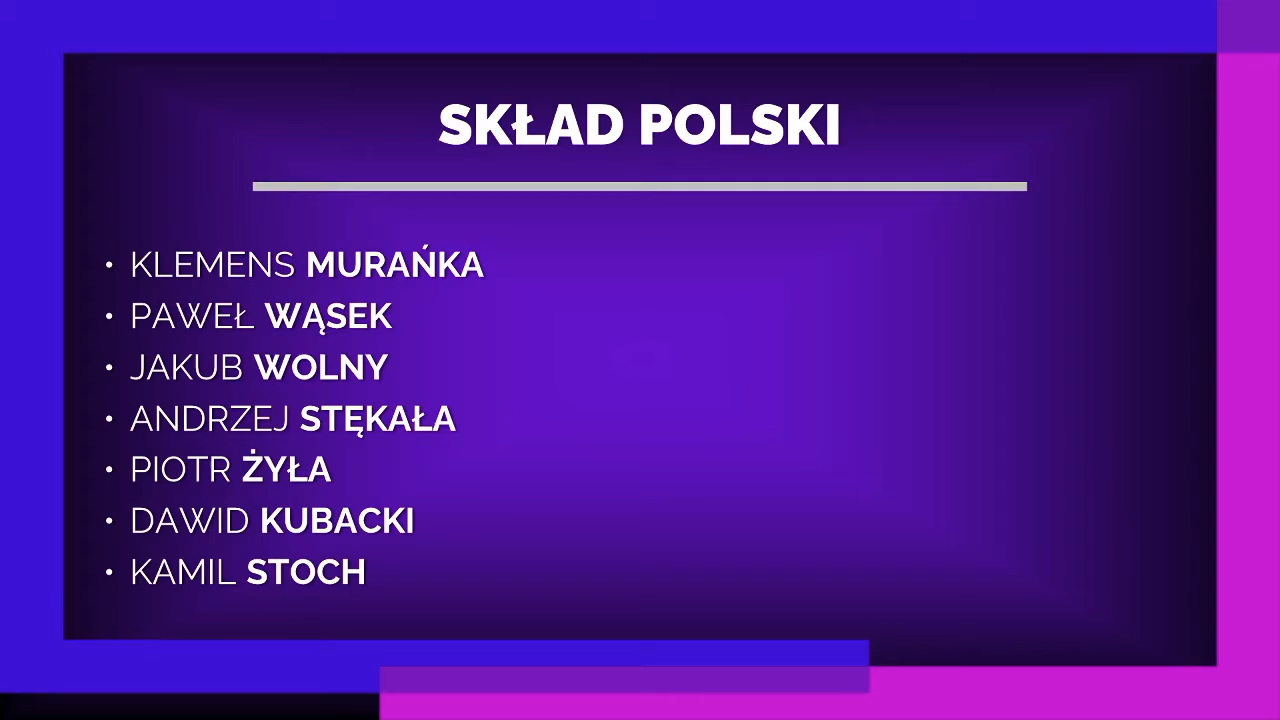 SKŁAD POLSKI
• KLEMENS MURAŃKA
• PAWEŁ WĄSEK
• JAKUB WOLNY
• ANDRZEJ STĘKAŁA
• PIOTR ŻYŁA
• DAWID KUBACKI
• KAMIL STOCH